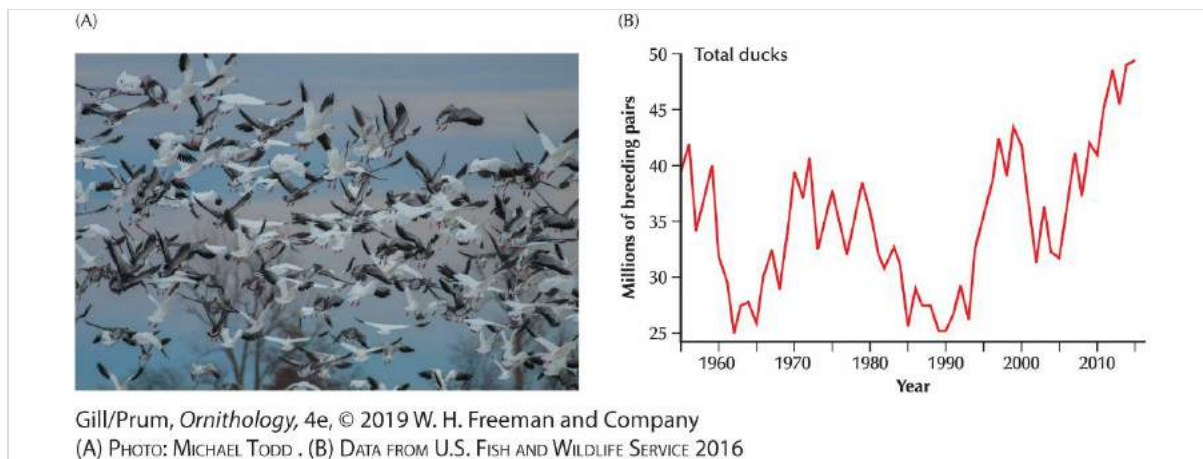 (A)
(B)
Total ducks
Millions of breeding pairs
50
45
40
35
30
25
1960 1970 1980 1990 2000 2010
Year
Gill/Prum, Ornithology, 4e, © 2019 W. H. Freeman and Company
(A) PHOTO: MICHAEL TODD . (B) DATA FROM U.S. FISH AND WILDLIFE SERVICE 2016